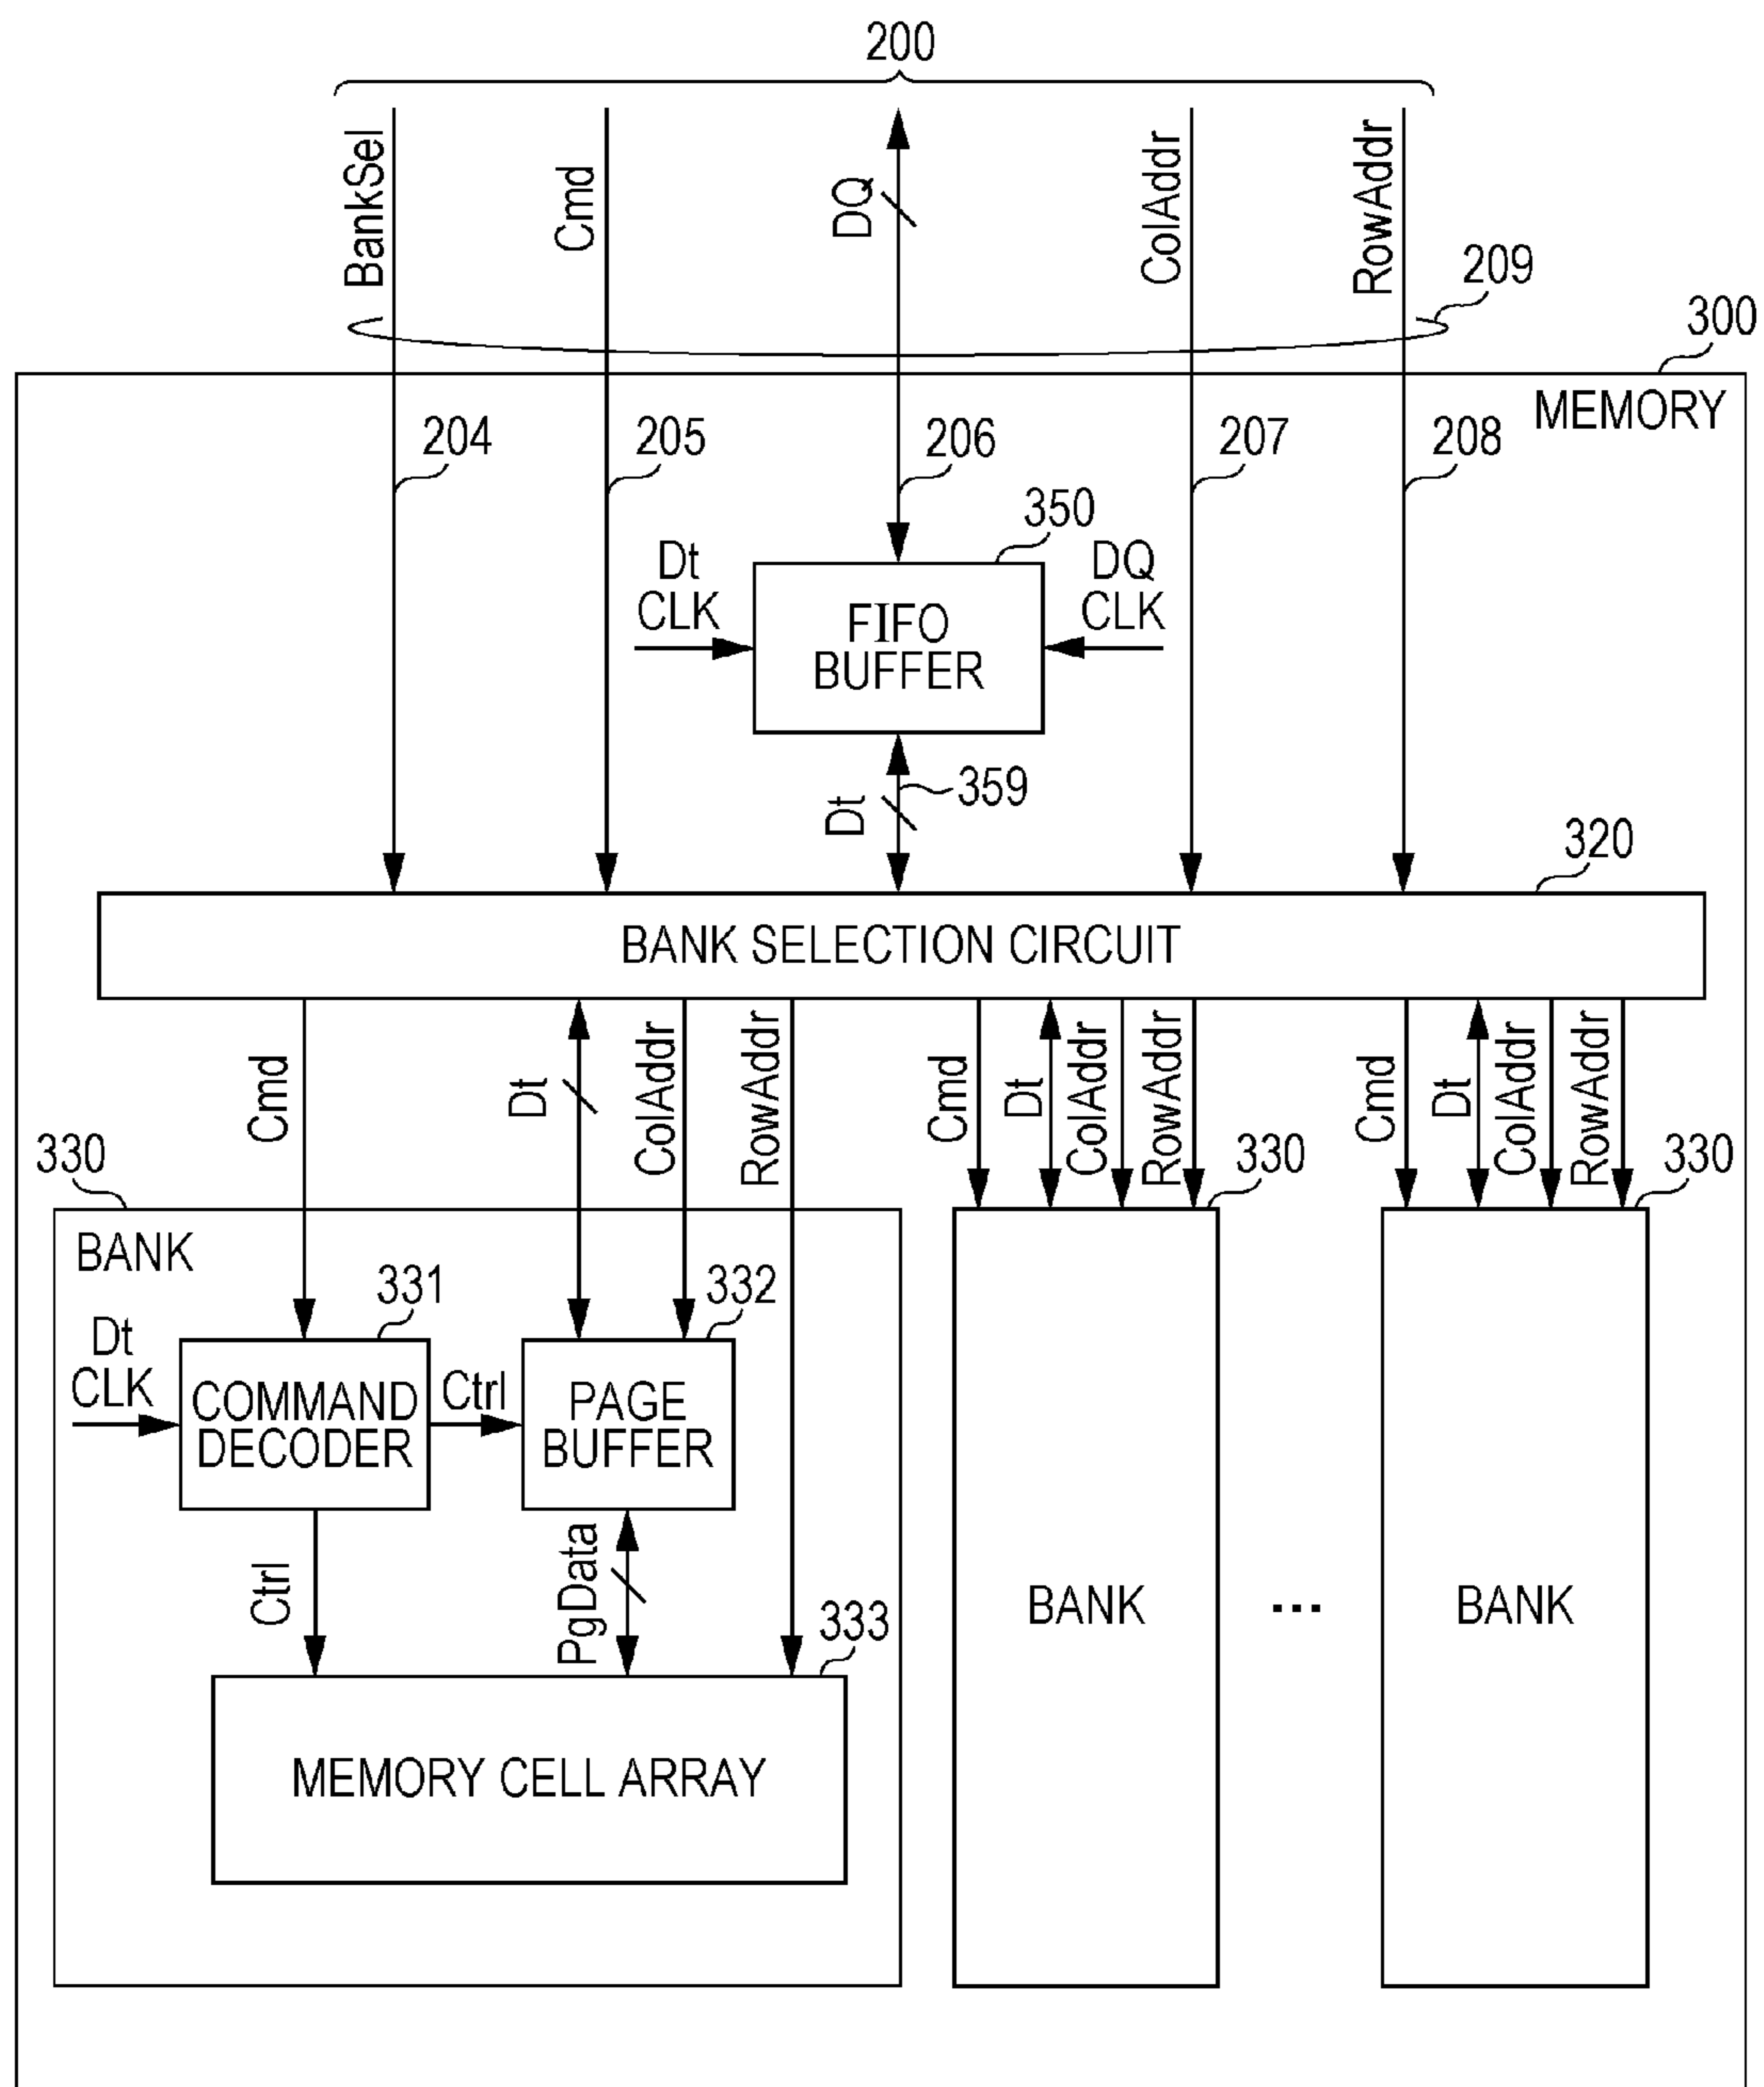 200
BankSel
Cmd
DQ
ColAddr
RowAddr
209
300
MEMORY
204
205
206
207
208
350
Dt
CLK
FIFO
BUFFER
DQ
CLK
Dt
359
320
BANK SELECTION CIRCUIT
Cmd
Dt
ColAddr
RowAddr
Cmd
Dt
ColAddr
RowAddr
Cmd
Dt
ColAddr
RowAddr
330
330
330
BANK
331
332
Dt
CLK
COMMAND
DECODER
Ctrl
PAGE
BUFFER
Ctrl
PgData
333
MEMORY CELL ARRAY
BANK
...
BANK